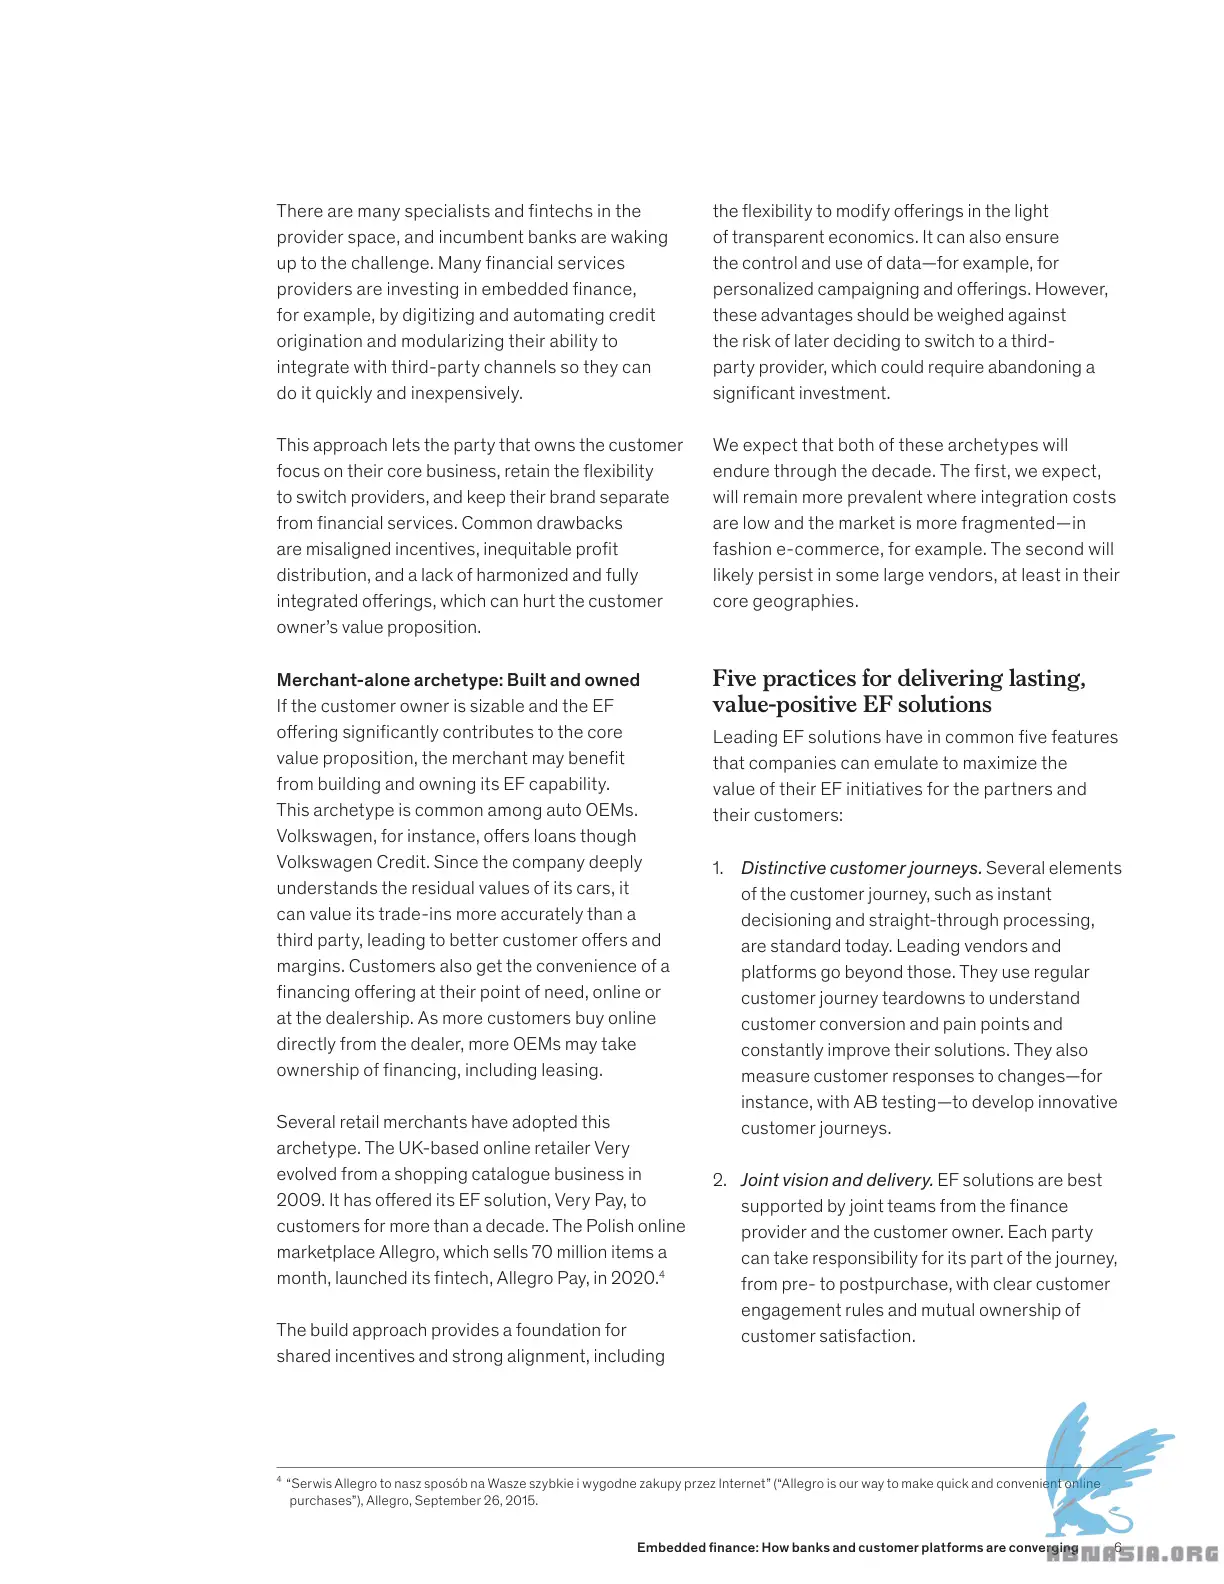 There are many specialists and fintechs in the
provider space, and incumbent banks are waking
up to the challenge. Many financial services
providers are investing in embedded finance,
for example, by digitizing and automating credit
origination and modularizing their ability to
integrate with third-party channels so they can
do it quickly and inexpensively.
This approach lets the party that owns the customer
focus on their core business, retain the flexibility
to switch providers, and keep their brand separate
from financial services. Common drawbacks
are misaligned incentives, inequitable profit
distribution, and a lack of harmonized and fully
integrated offerings, which can hurt the customer
owner’s value proposition.
Merchant-alone archetype: Built and owned
If the customer owner is sizable and the EF
offering significantly contributes to the core
value proposition, the merchant may benefit
from building and owning its EF capability.
This archetype is common among auto OEMs.
Volkswagen, for instance, offers loans though
Volkswagen Credit. Since the company deeply
understands the residual values of its cars, it
can value its trade-ins more accurately than a
third party, leading to better customer offers and
margins. Customers also get the convenience of a
financing offering at their point of need, online or
at the dealership. As more customers buy online
directly from the dealer, more OEMs may take
ownership of financing, including leasing.
Several retail merchants have adopted this
archetype. The UK-based online retailer Very
evolved from a shopping catalogue business in
2009. It has offered its EF solution, Very Pay, to
customers for more than a decade. The Polish online
marketplace Allegro, which sells 70 million items a
month, launched its fintech, Allegro Pay, in 2020.4
The build approach provides a foundation for
shared incentives and strong alignment, including
the flexibility to modify offerings in the light
of transparent economics. It can also ensure
the control and use of data—for example, for
personalized campaigning and offerings. However,
these advantages should be weighed against
the risk of later deciding to switch to a third-
party provider, which could require abandoning a
significant investment.
We expect that both of these archetypes will
endure through the decade. The first, we expect,
will remain more prevalent where integration costs
are low and the market is more fragmented—in
fashion e-commerce, for example. The second will
likely persist in some large vendors, at least in their
core geographies.
Five practices for delivering lasting,
value-positive EF solutions
Leading EF solutions have in common five features
that companies can emulate to maximize the
value of their EF initiatives for the partners and
their customers:
1. Distinctive customer journeys. Several elements
of the customer journey, such as instant
decisioning and straight-through processing,
are standard today. Leading vendors and
platforms go beyond those. They use regular
customer journey teardowns to understand
customer conversion and pain points and
constantly improve their solutions. They also
measure customer responses to changes—for
instance, with AB testing—to develop innovative
customer journeys.
2. Joint vision and delivery. EF solutions are best
supported by joint teams from the finance
provider and the customer owner. Each party
can take responsibility for its part of the journey,
from pre- to postpurchase, with clear customer
engagement rules and mutual ownership of
customer satisfaction.
4 “Serwis Allegro to nasz sposób na Wasze szybkie i wygodne zakupy przez Internet” (“Allegro is our way to make quick and convenient online
purchases”), Allegro, September 26, 2015.
Embedded finance: How banks and customer platforms are converging 6
ABNASIA.ORG